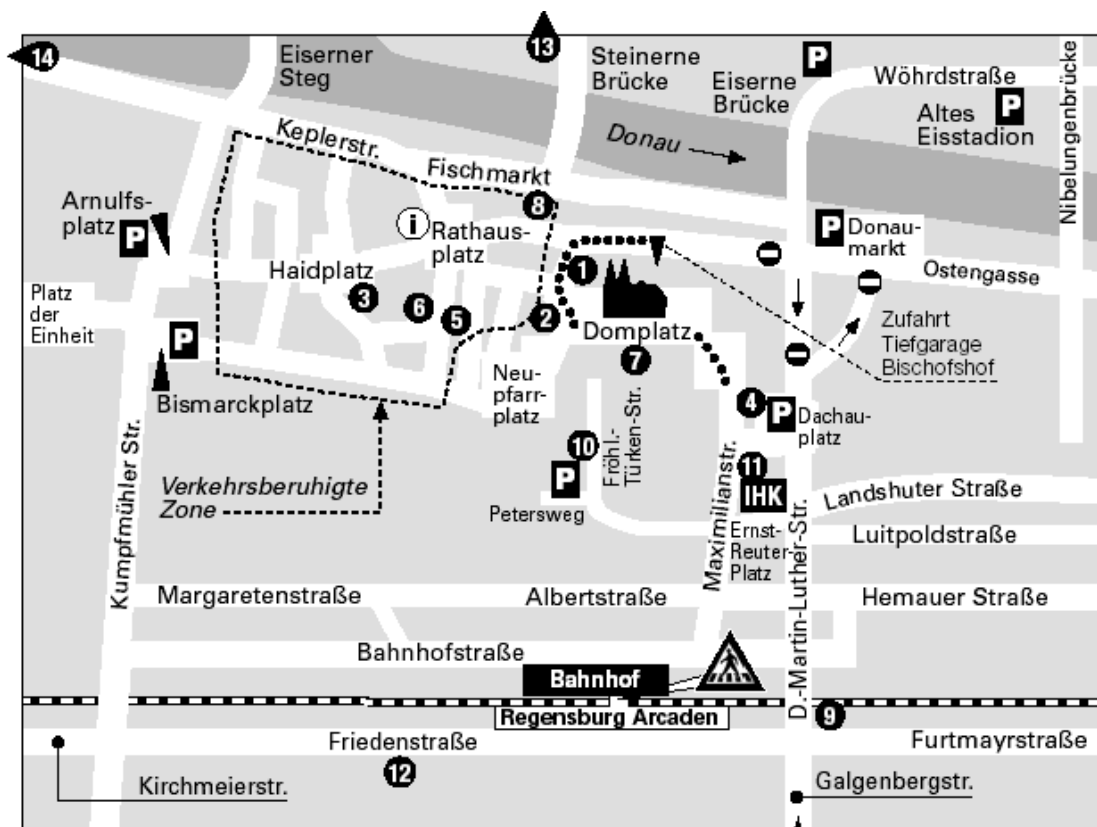 14
Eiserner
Steg
13
Steinerne
Brücke
Eiserne
Brücke
P
Wöhrdstraße
Altes
Eisstadion
P
Nibelungenbrücke
Keplerstr.
Donau
Fischmarkt
Arnulfs-
platz
P
8
i
Rathaus-
platz
P
Donau-
markt
Ostengasse
Haidplatz
3
6
5
2
1
Domplatz
7
Platz
der
Einheit
P
Bismarckplatz
Zufahrt
Tiefgarage
Bischofshof
Neu-
pfarr-
platz
4
P
Dachau-
platz
10
Fröhl.-
Türken-Str.
P
Petersweg
11
IHK
Ernst-
Reuter-
Platz
Maximilianstr.
Verkehrsberuhigte
Zone
Kumpfmühler Str.
Landshuter Straße
Luitpoldstraße
D.-Martin-Luther-Str.
Margaretenstraße
Albertstraße
Hemauer Straße
Bahnhofstraße
Bahnhof
Regensburg Arcaden
9
Friedenstraße
Furtmayrstraße
12
Kirchmeierstr.
Galgenbergstr.